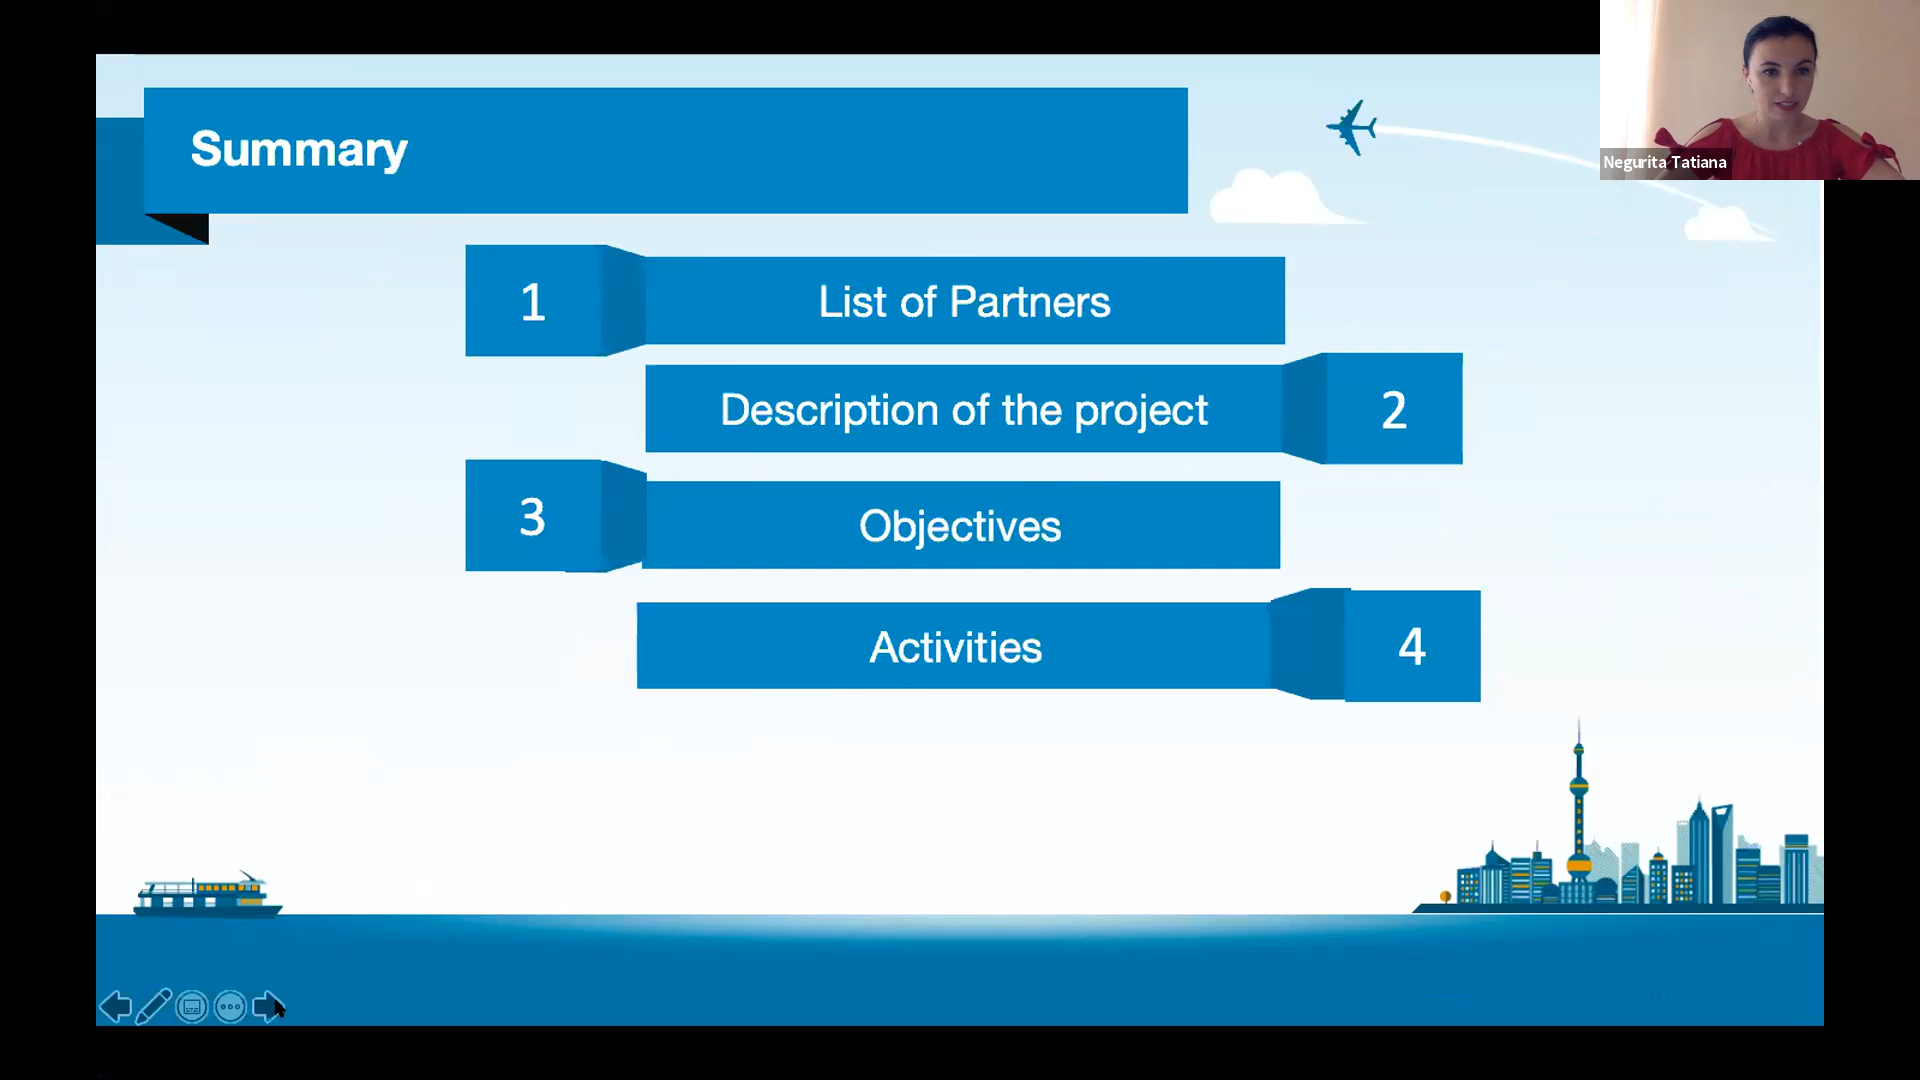 Summary
Negurita Tatiana
1
List of Partners
Description of the project
2
3
Objectives
Activities
4